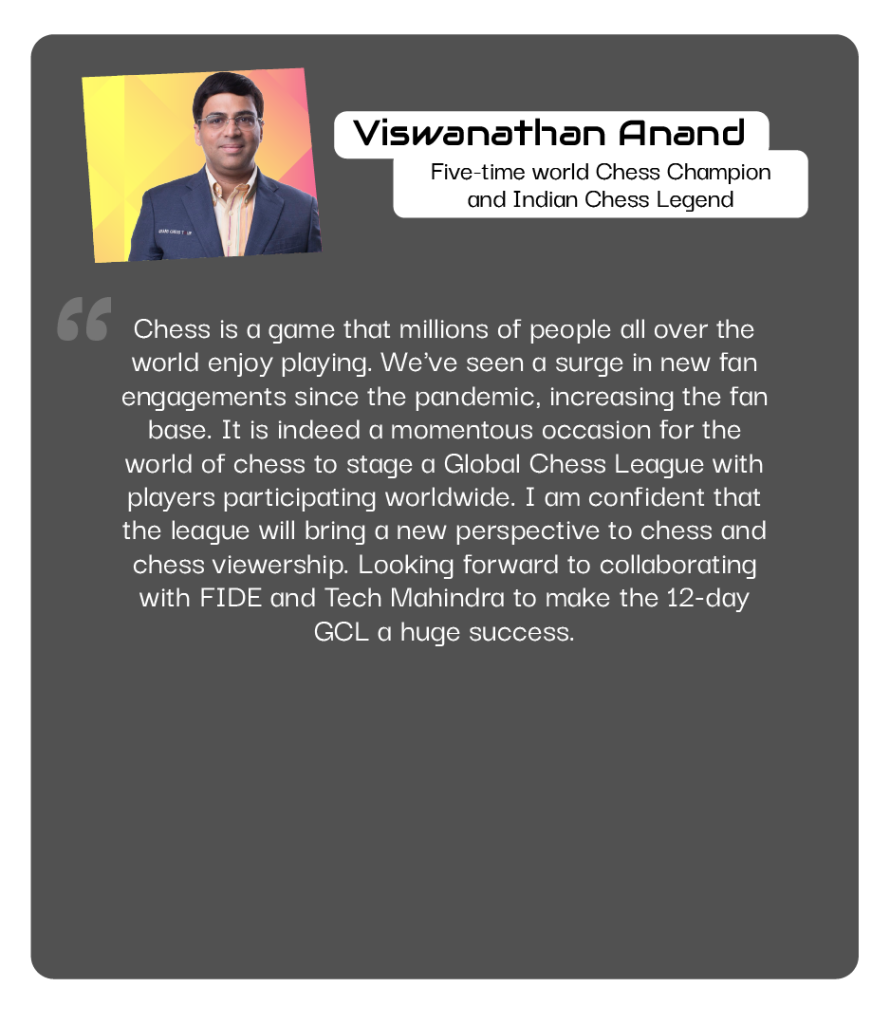 Viswanathan Anand
Five-time world Chess Champion
and Indian Chess Legend
“
Chess is a game that millions of people all over the
world enjoy playing. We've seen a surge in new fan
engagements since the pandemic, increasing the fan
base. It is indeed a momentous occasion for the
world of chess to stage a Global Chess League with
players participating worldwide. I am confident that
the league will bring a new perspective to chess and
chess viewership. Looking forward to collaborating
with FIDE and Tech Mahindra to make the 12-day
GCL a huge success.